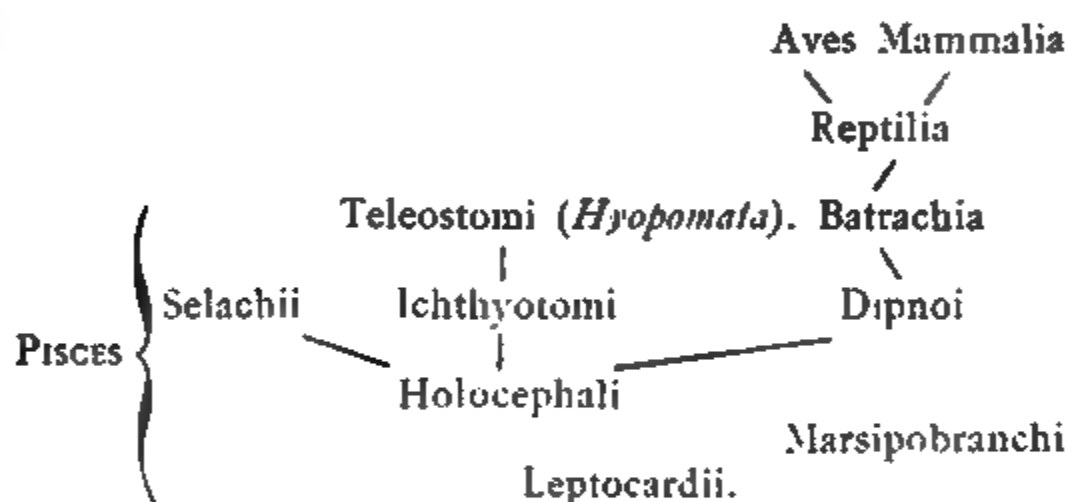 Aves Mammalia
Reptilia
Teleostomi (Hyopomata). Batrachia
Selachii Ichthyotomi Dipnoi
PISCES
Holocephali
Marsipobranchi
Leptocardii.